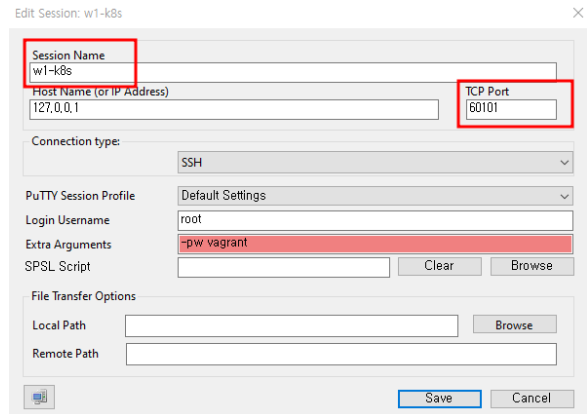 Edit Session: w1-k8s
Session Name
w1-k8s
Host Name (or IP Address)
TCP Port
127,0,0,1
60101
Connection type:
SSH
PuTTY Session Profile
Default Settings
Login Username
root
Extra Arguments
-pw vagrant
SPSL Script
Clear
Browse
File Transfer Options
Local Path
Browse
Remote Path
Save
Cancel